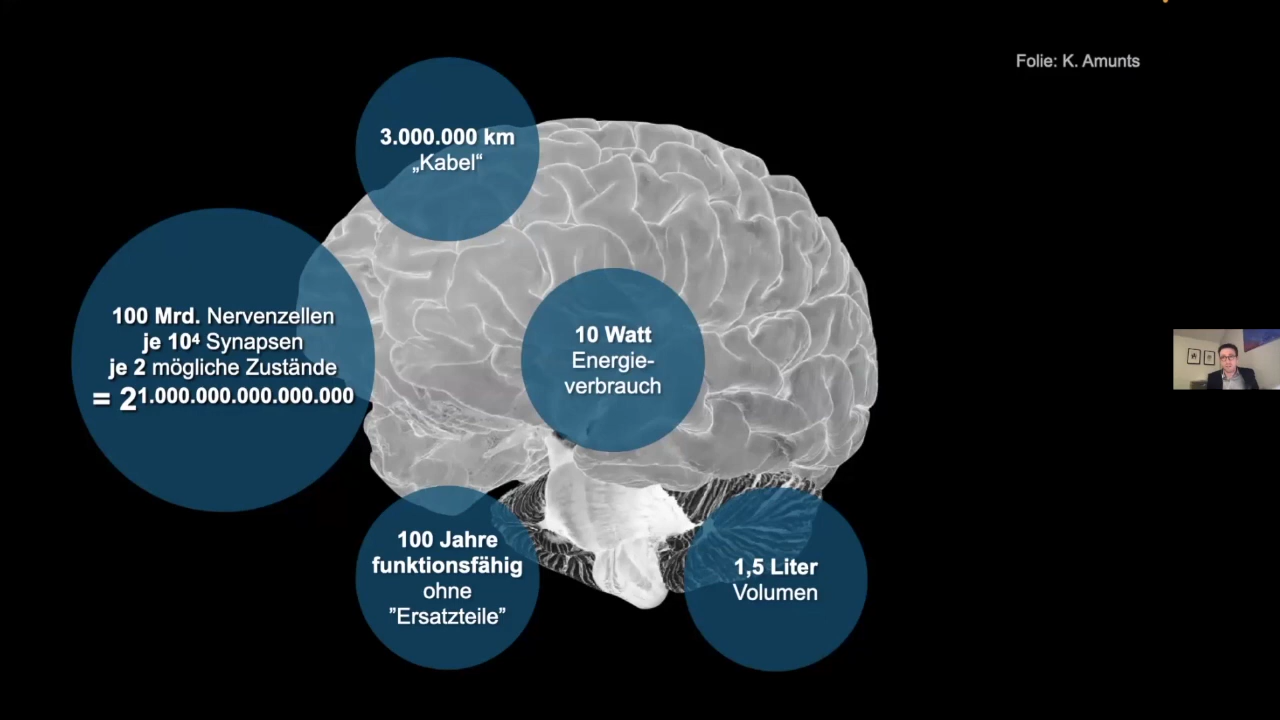 Folie: K. Amunts
3.000.000 km
„Kabel“
100 Mrd. Nervenzellen
je 10⁴ Synapsen
je 2 mögliche Zustände
= 2¹·⁰⁰⁰·⁰⁰⁰·⁰⁰⁰·⁰⁰⁰·⁰⁰⁰
10 Watt
Energie-
verbrauch
100 Jahre
funktionsfähig
ohne
”Ersatzteile”
1,5 Liter
Volumen